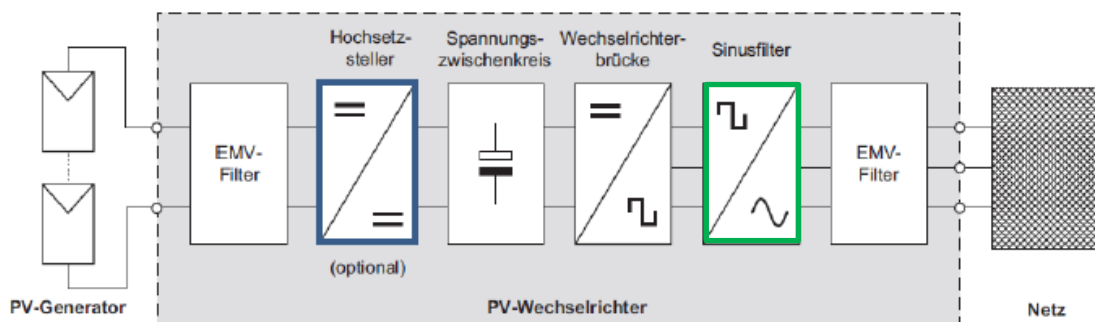 Hochsetz-
steller
Spannungs-
zwischenkreis
Wechselrichter-
brücke
Sinusfilter
EMV-
Filter
EMV-
Filter
(optional)
PV-Generator
PV-Wechselrichter
Netz